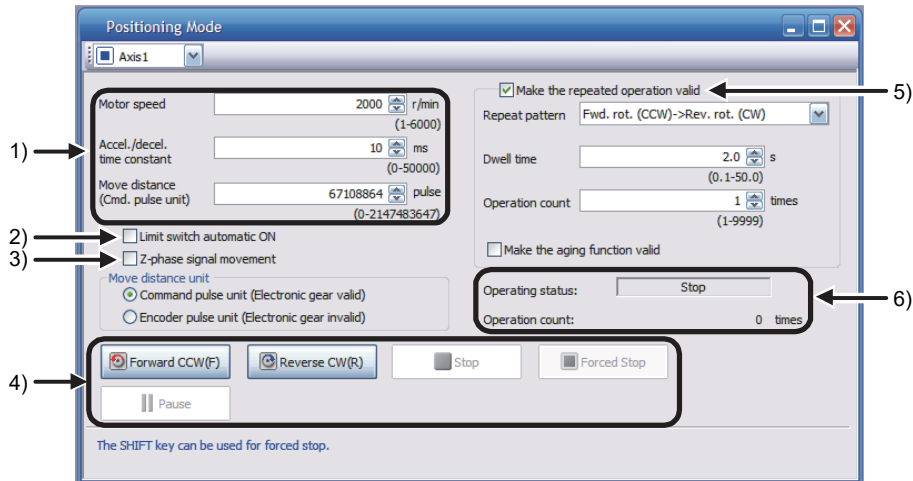 Positioning Mode
Axis1
1)
Motor speed 2000 r/min
(1-6000)
Accel./decel.
time constant 10 ms
(0-50000)
Move distance
(Cmd. pulse unit) 67108864 pulse
(0-2147483647)
2) Limit switch automatic ON
3) Z-phase signal movement
Move distance unit
Command pulse unit (Electronic gear valid)
Encoder pulse unit (Electronic gear invalid)
Make the repeated operation valid 5)
Repeat pattern Fwd. rot. (CCW)->Rev. rot. (CW)
Dwell time 2.0 s
(0.1-50.0)
Operation count 1 times
(1-9999)
Make the aging function valid
Operating status: Stop
6)
Operation count: 0 times
4)
Forward CCW(F) Reverse CW(R) Stop Forced Stop
Pause
The SHIFT key can be used for forced stop.